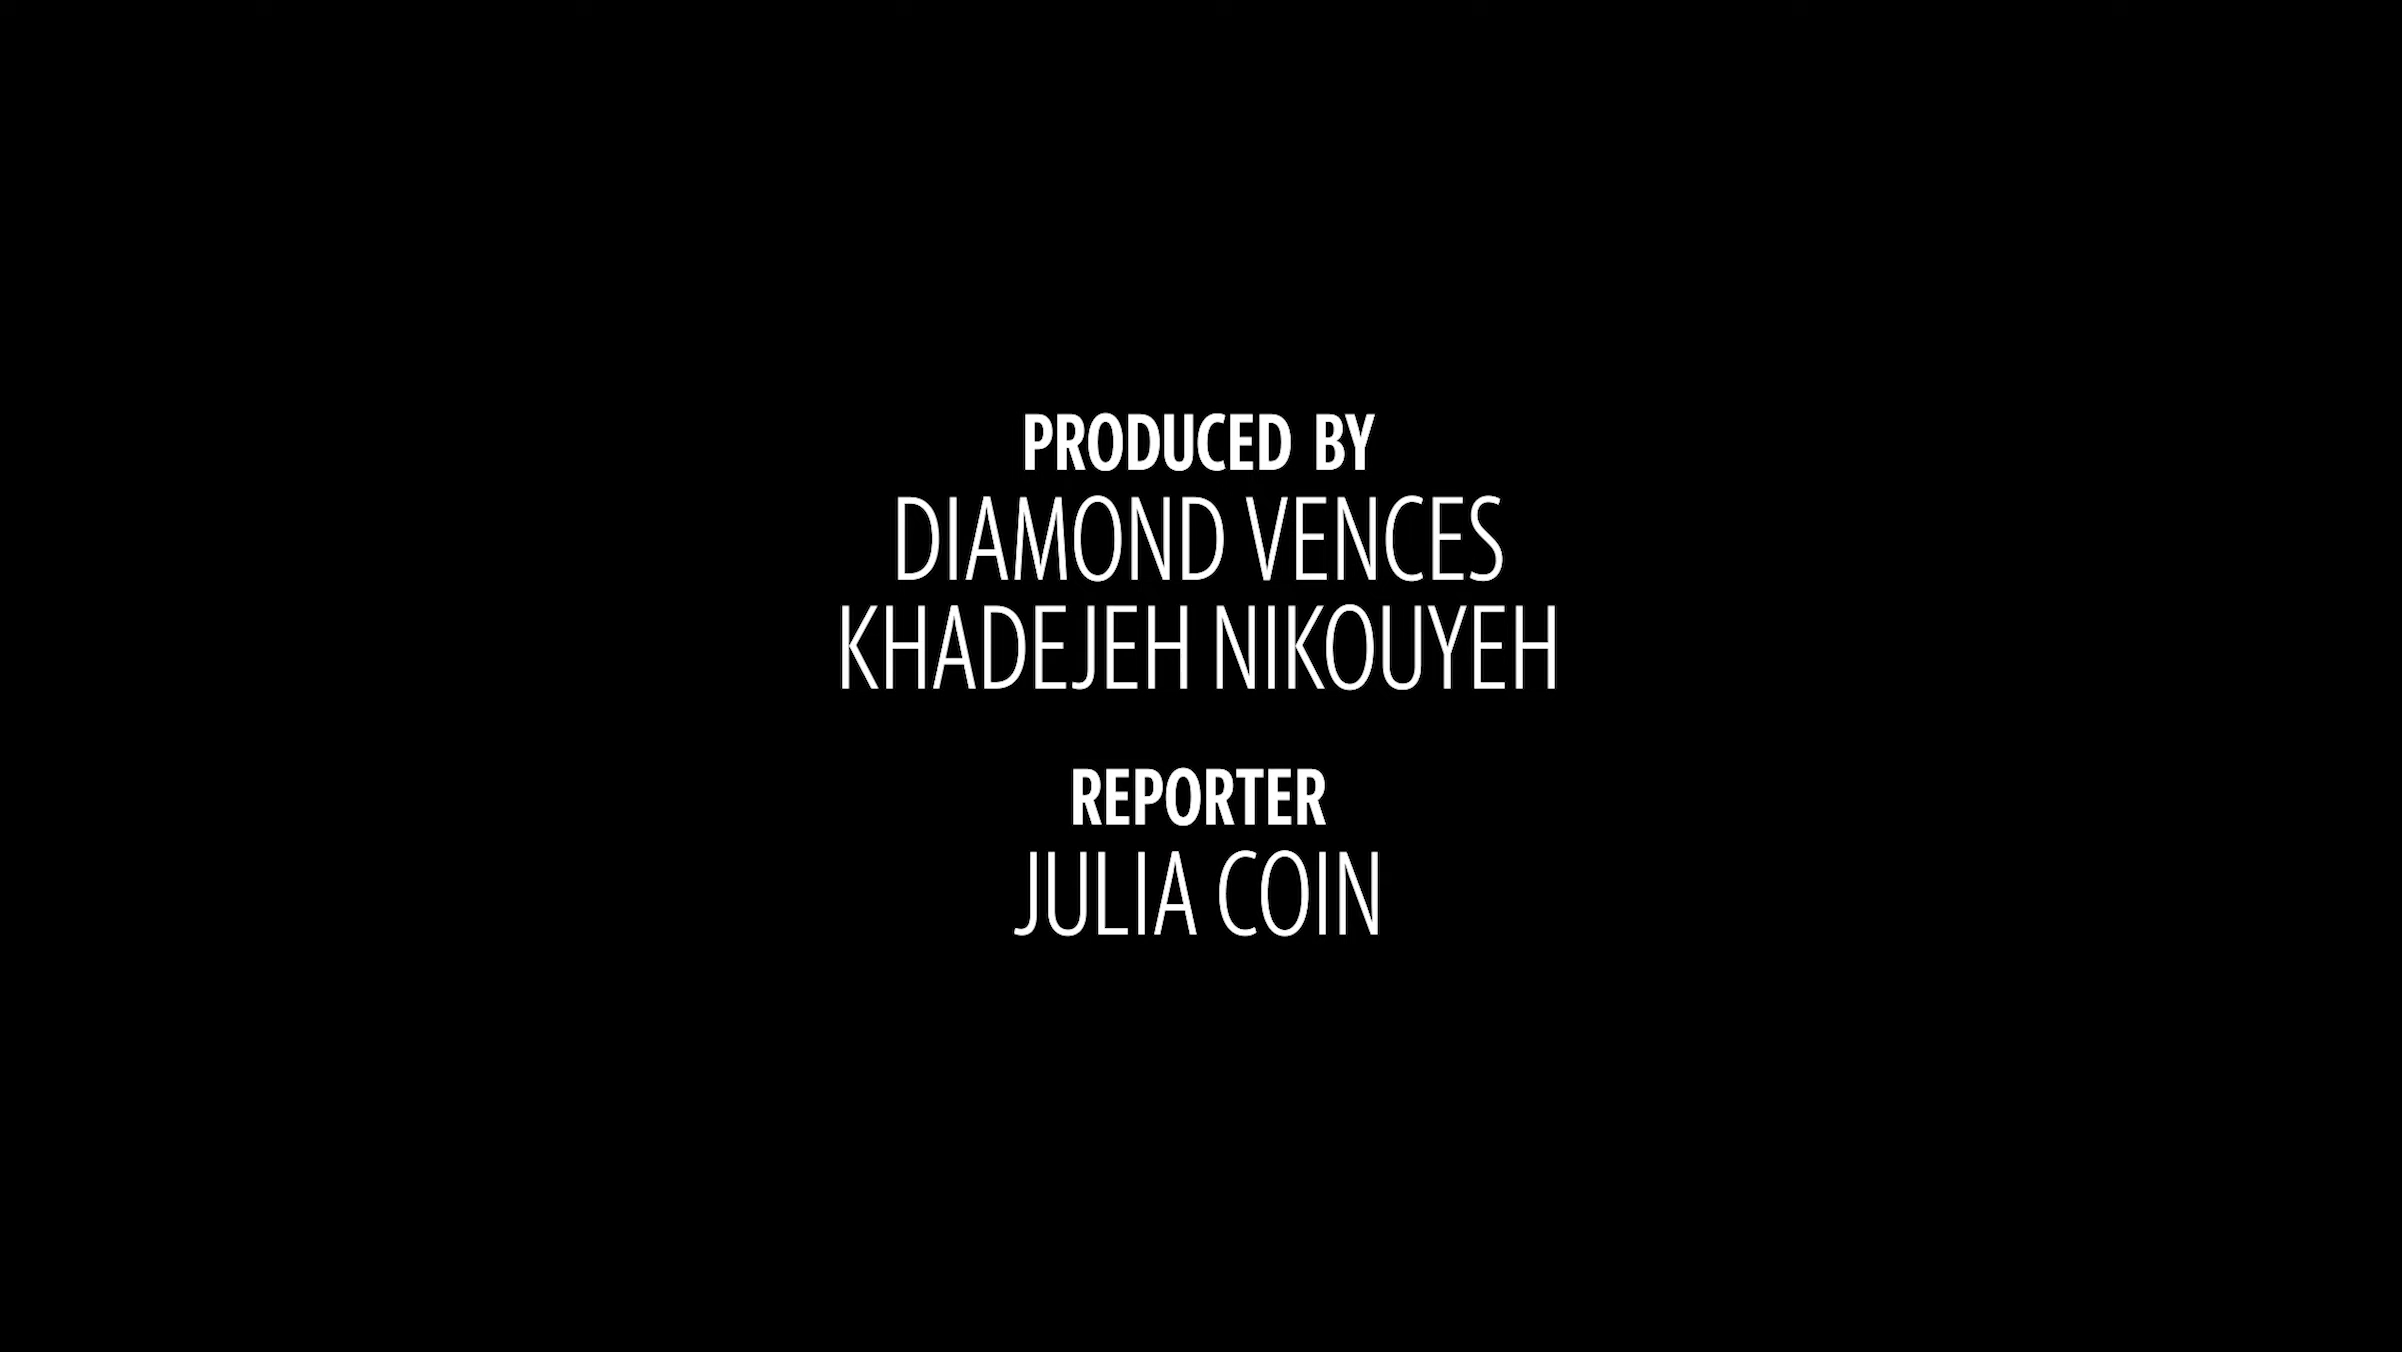 PRODUCED BY
DIAMOND VENCES
KHADEJEH NIKOUYEH
REPORTER
JULIA COIN